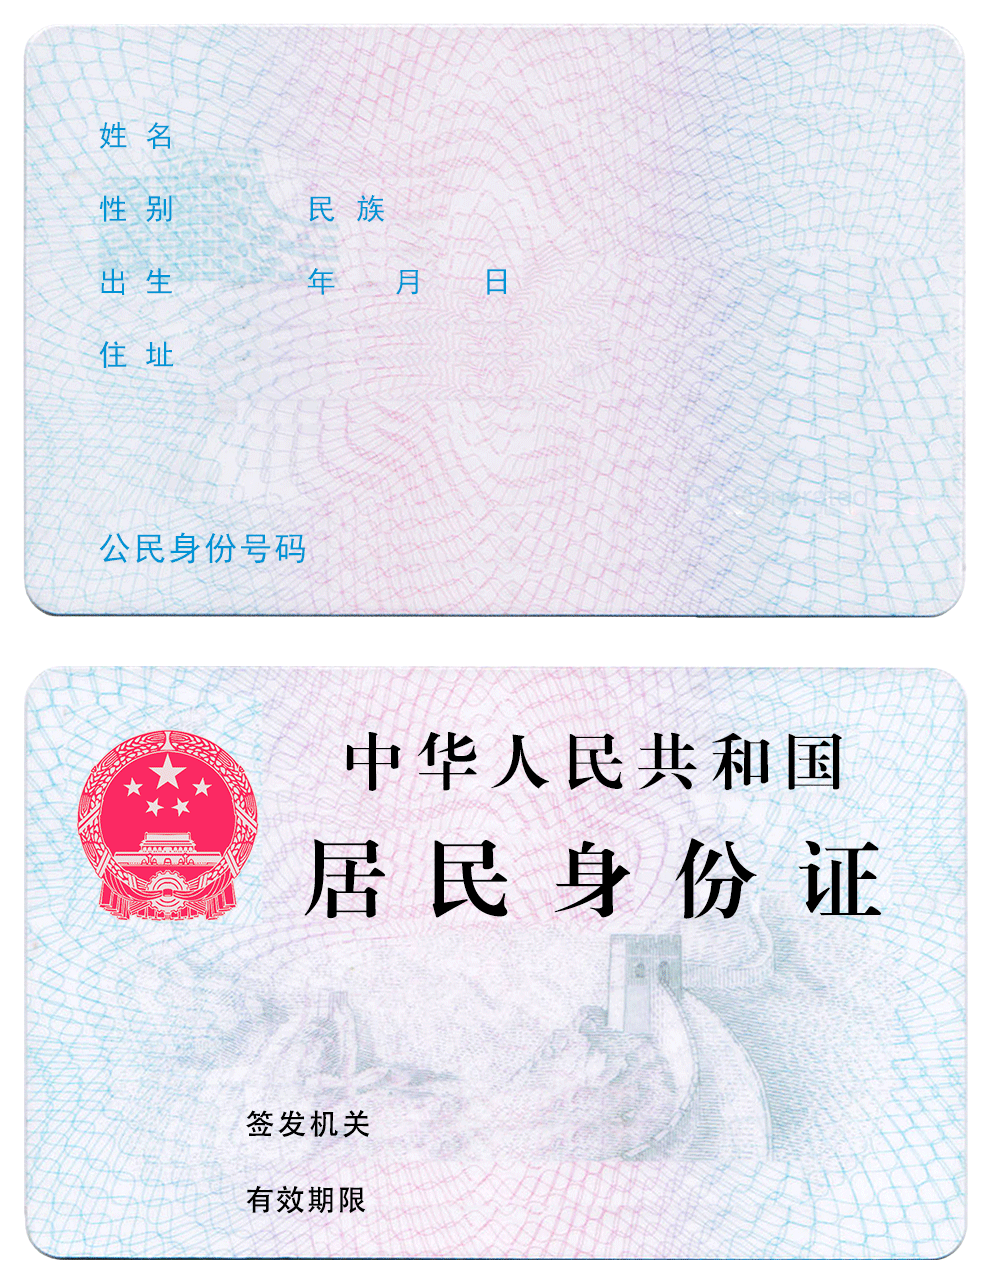 姓名
性别 民族
出生 年 月 日
住址
公民身份号码
中华人民共和国
居民身份证
签发机关
有效期限